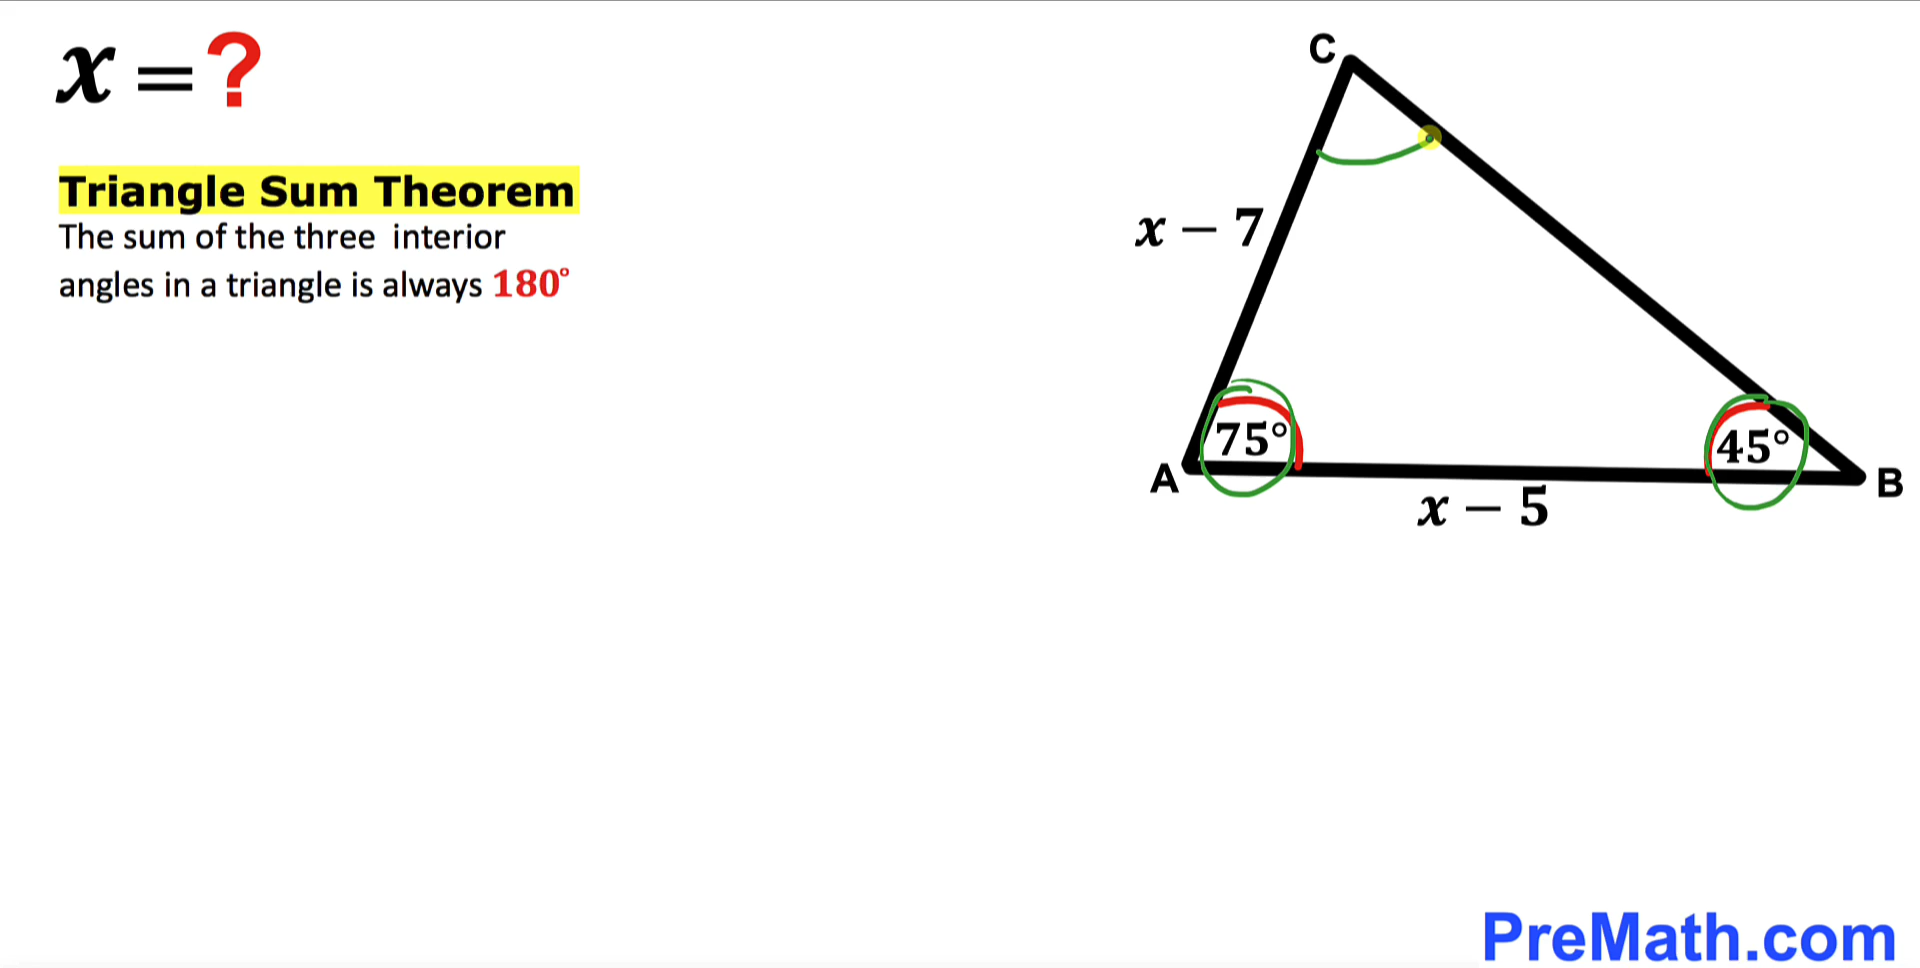 x = ?
Triangle Sum Theorem
The sum of the three interior
angles in a triangle is always 180°
C
x − 7
75°
45°
A
B
x − 5
PreMath.com